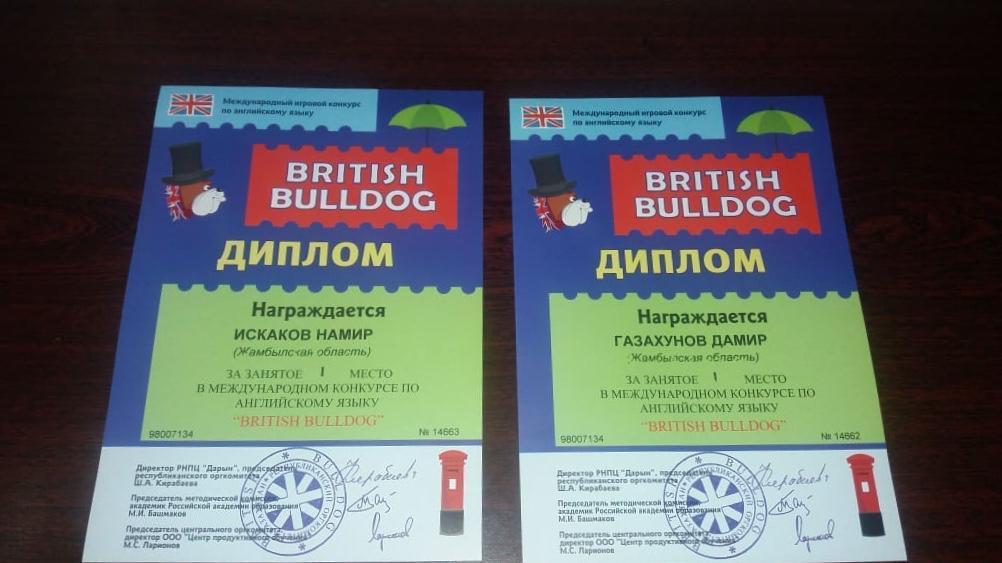 Международный игровой конкурс
по английскому языку
BRITISH
BULLDOG
ДИПЛОМ
Награждается
ИСКАКОВ НАМИР
(Жамбылская область)
ЗА ЗАНЯТОЕ I МЕСТО
В МЕЖДУНАРОДНОМ КОНКУРСЕ ПО
АНГЛИЙСКОМУ ЯЗЫКУ
"BRITISH BULLDOG"
98007134 № 14663
Директор РНПЦ "Дарын", председатель
республиканского оргкомитета
Ш.А. Кирабаева
Председатель методической комиссии,
академик Российской академии образования
М.И. Башмаков
Председатель центрального оргкомитета,
директор ООО "Центр продуктивного
М.С. Ларионов
Международный игровой конкурс
по английскому языку
BRITISH
BULLDOG
ДИПЛОМ
Награждается
ГАЗАХУНОВ ДАМИР
(Жамбылская область)
ЗА ЗАНЯТОЕ I МЕСТО
В МЕЖДУНАРОДНОМ КОНКУРСЕ ПО
АНГЛИЙСКОМУ ЯЗЫКУ
"BRITISH BULLDOG"
98007134 № 14662
Директор РНПЦ "Дарын", председатель
республиканского оргкомитета
Ш.А. Кирабаева
Председатель методической комиссии,
академик Российской академии образования
М.И. Башмаков
Председатель центрального оргкомитета,
директор ООО "Центр продуктивного
М.С. Ларионов